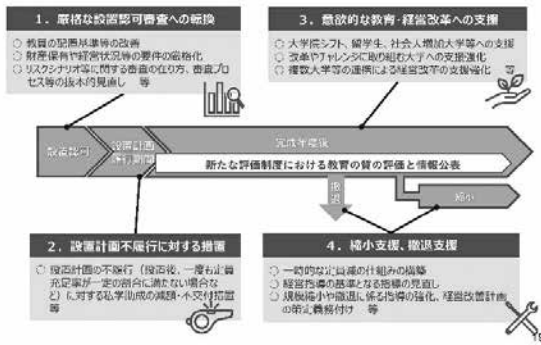 1．厳格な設置認可審査への転換
○ 教員の配置基準等の改善
○ 財産保有や経営状況等の要件の厳格化
○ リスクシナリオ等に関する審査の在り方、審査プロ
セス等の抜本的見直し　等
3．意欲的な教育・経営改革への支援
○ 大学院シフト、留学生、社会人増加大学等への支援
○ 改革やチャレンジに取り組む大学への支援強化
○ 複数大学等の連携による経営改革の支援強化　等
設置認可
設置計画
履行期間
完成年度後
新たな評価制度における教育の質の評価と情報公表
撤退
縮小
2．設置計画不履行に対する措置
○ 設置計画の不履行（設置後、一度も定員
充足率が一定の割合に満たない場合な
ど）に対する私学助成の減額・不交付措置
等
4．縮小支援、撤退支援
○ 一時的な定員減の仕組みの構築
○ 経営指導の基準となる指導の見直し
○ 規模縮小や撤退に係る指導の強化、経営改善計画
の策定義務付け　等
19